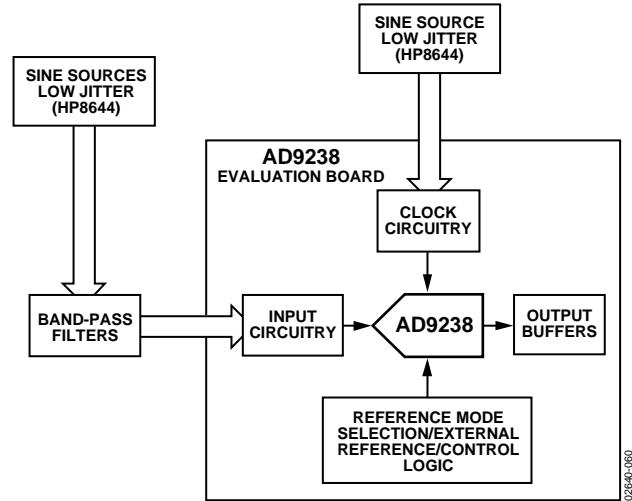 SINE SOURCE
LOW JITTER
(HP8644)
SINE SOURCES
LOW JITTER
(HP8644)
AD9238
EVALUATION BOARD
CLOCK
CIRCUITRY
BAND-PASS
FILTERS
INPUT
CIRCUITRY
AD9238
OUTPUT
BUFFERS
REFERENCE MODE
SELECTION/EXTERNAL
REFERENCE/CONTROL
LOGIC
02640-060